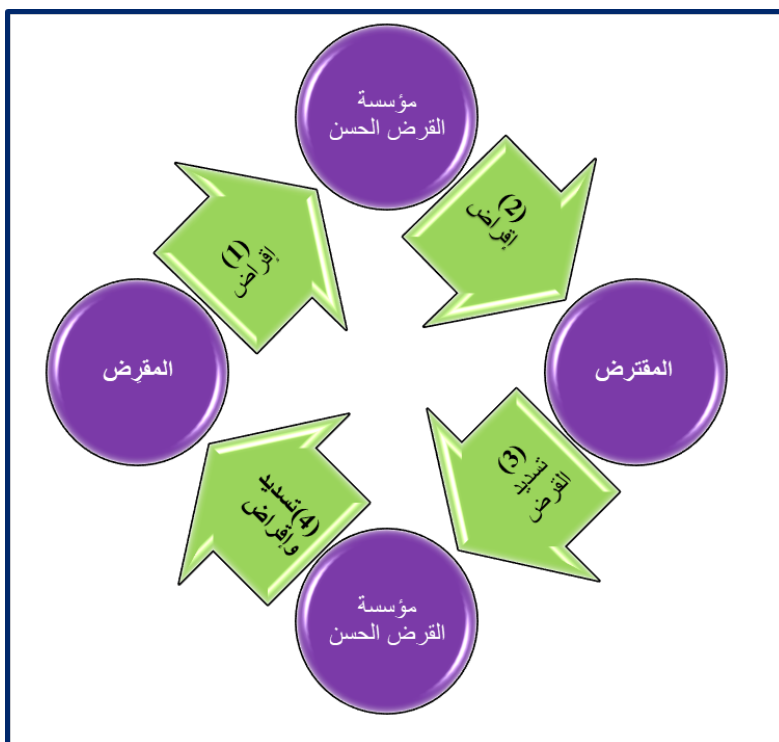 مؤسسة
القرض الحسن
(1)
إقراض
(2)
إقراض
المقرِض
المقترض
(3) تسديد
القرض
(4) تسديد
وإقراض
مؤسسة
القرض الحسن